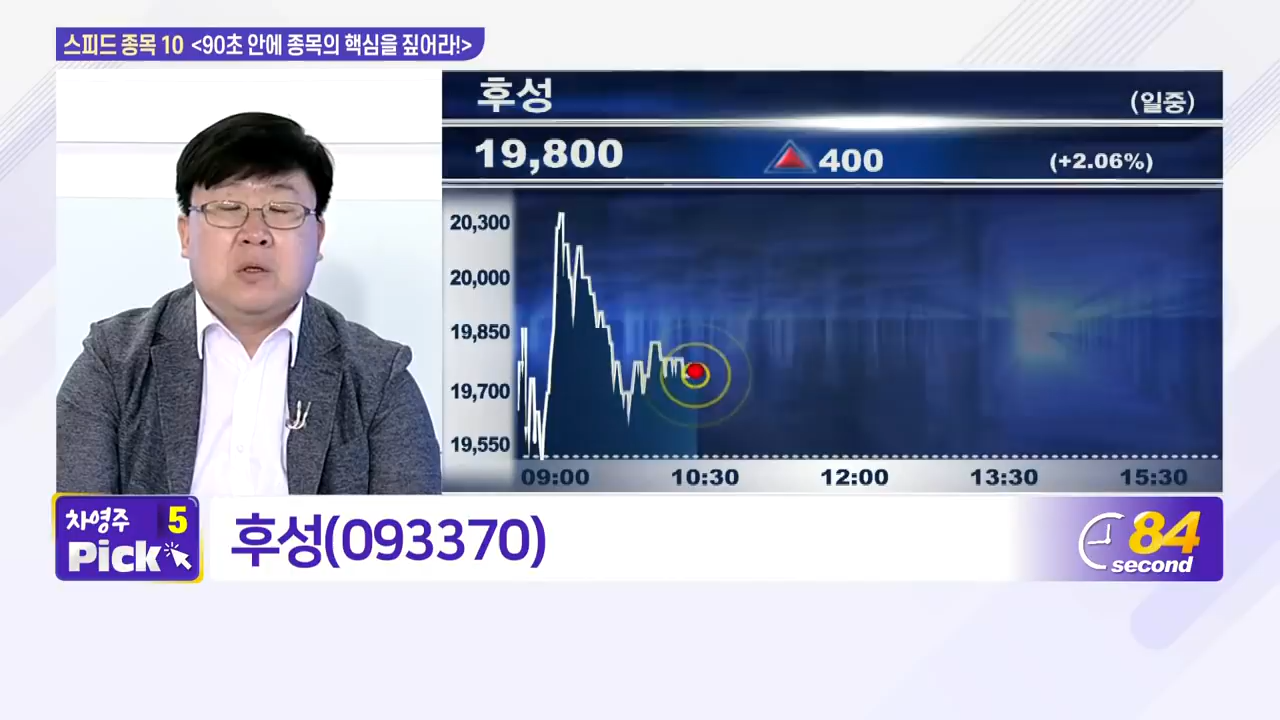 스피드 종목 10 <90초 안에 종목의 핵심을 짚어라!>
후성
(일중)
19,800
400
(+2.06%)
20,300
20,000
19,850
19,700
19,550
09:00
10:30
12:00
13:30
15:30
차영주 5
Pick
후성(093370)
84
second